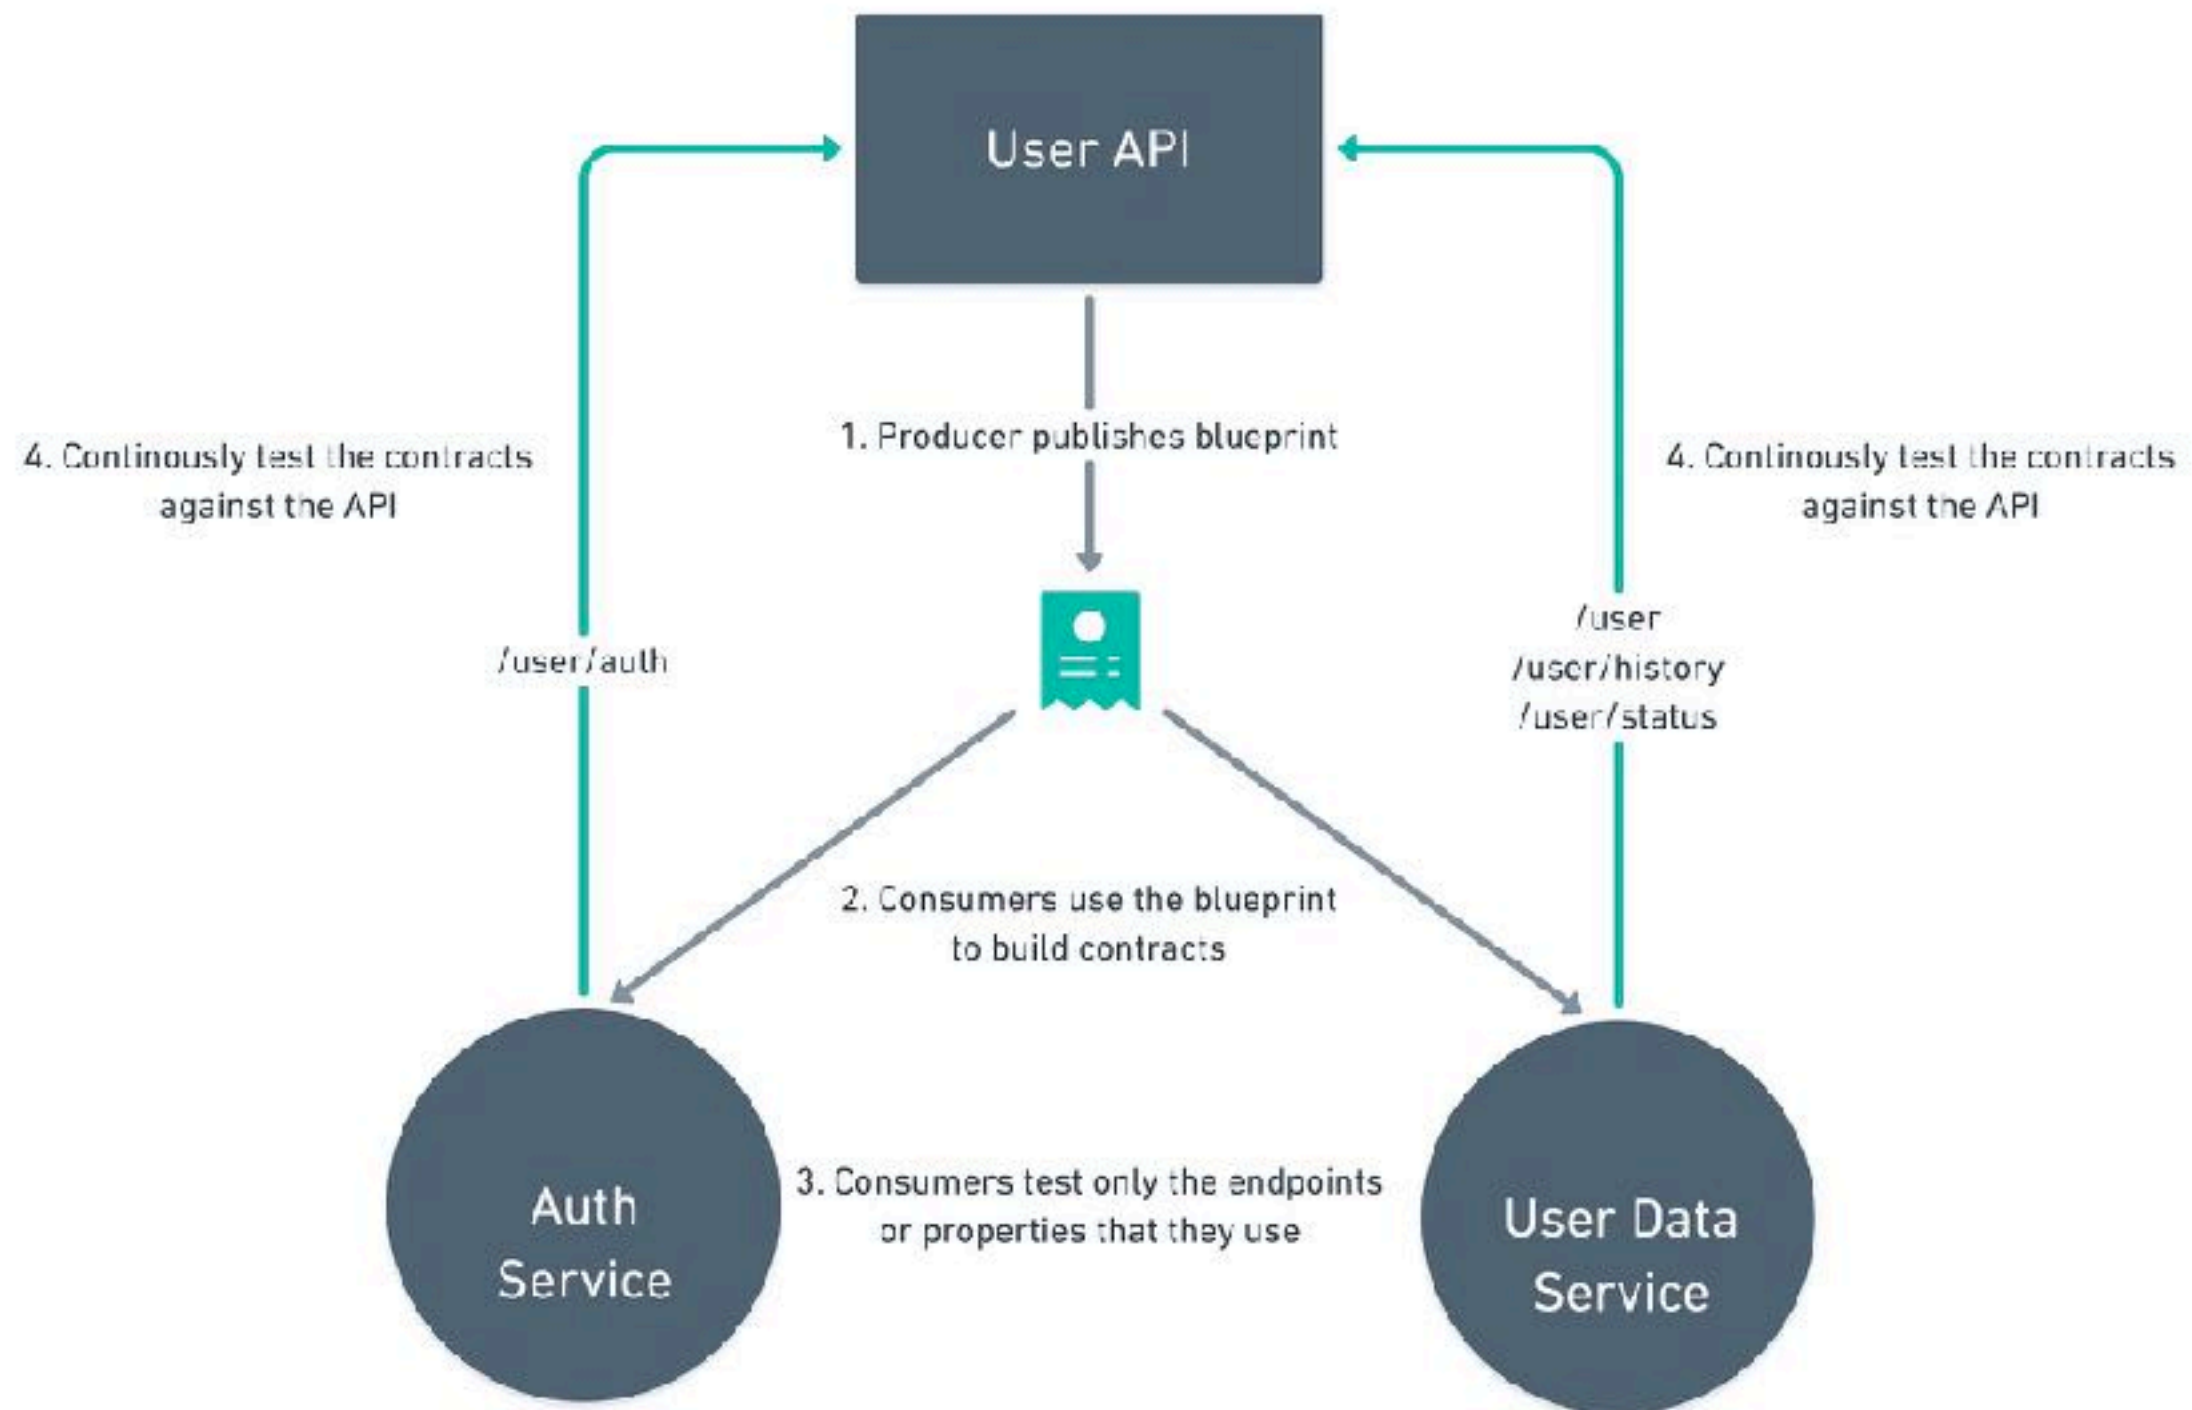 User API
1. Producer publishes blueprint
4. Continously test the contracts
against the API
4. Continously test the contracts
against the API
/user/auth
/user
/user/history
/user/status
2. Consumers use the blueprint
to build contracts
3. Consumers test only the endpoints
or properties that they use
Auth
Service
User Data
Service